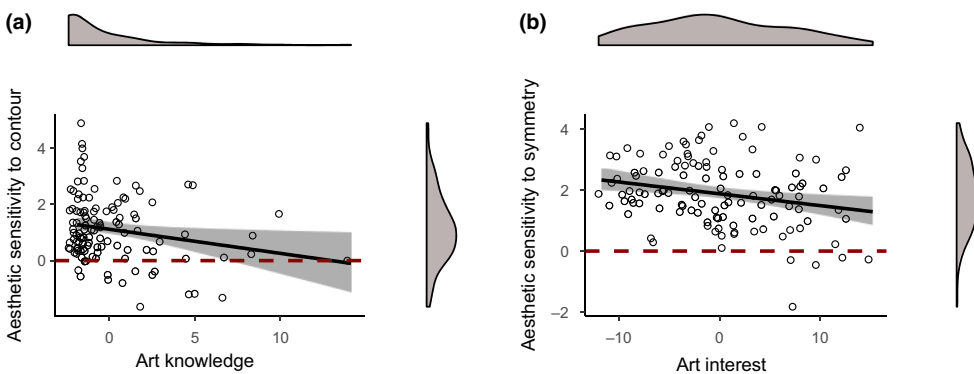 (a)
Aesthetic sensitivity to contour
4
2
0
0
5
10
Art knowledge
(b)
Aesthetic sensitivity to symmetry
4
2
0
−2
−10
0
10
Art interest